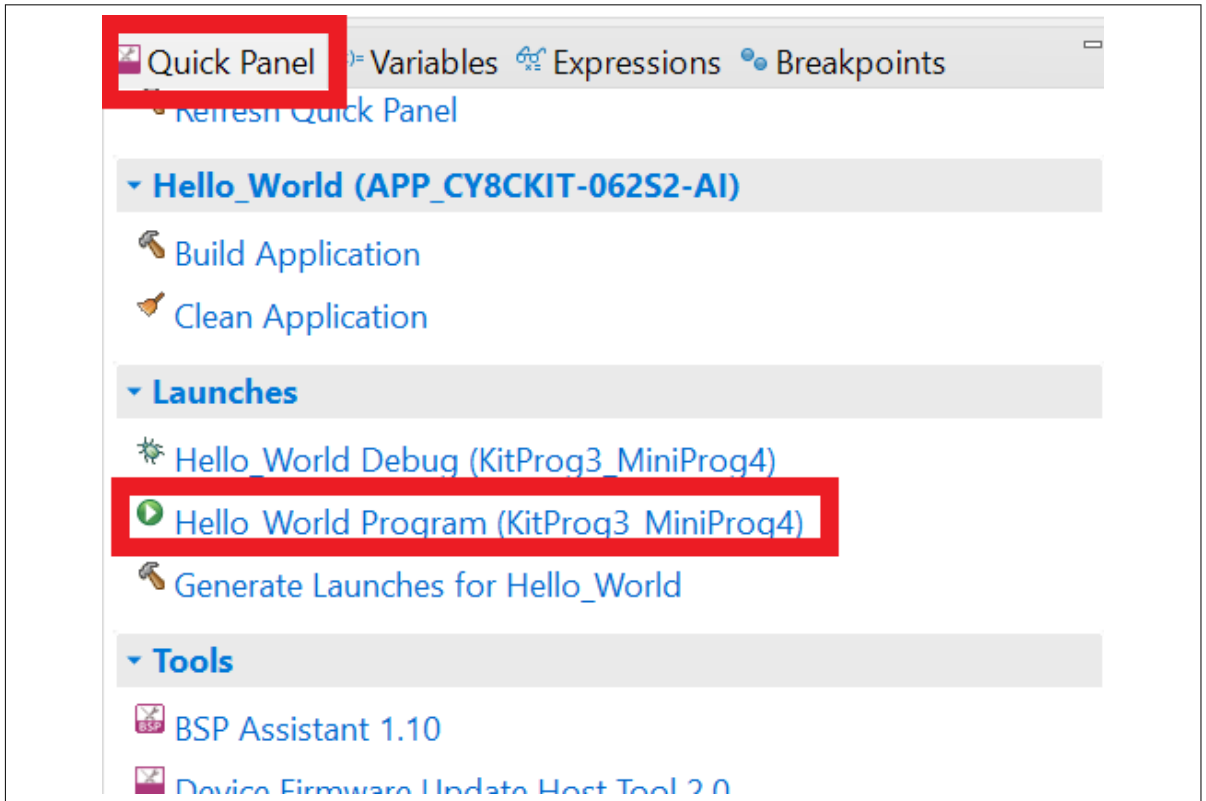 Quick Panel (x)= Variables Expressions Breakpoints
Refresh Quick Panel
Hello_World (APP_CY8CKIT-062S2-AI)
Build Application
Clean Application
Launches
Hello_World Debug (KitProg3_MiniProg4)
Hello_World Program (KitProg3_MiniProg4)
Generate Launches for Hello_World
Tools
BSP BSP Assistant 1.10
Device Firmware Update Host Tool 2.0